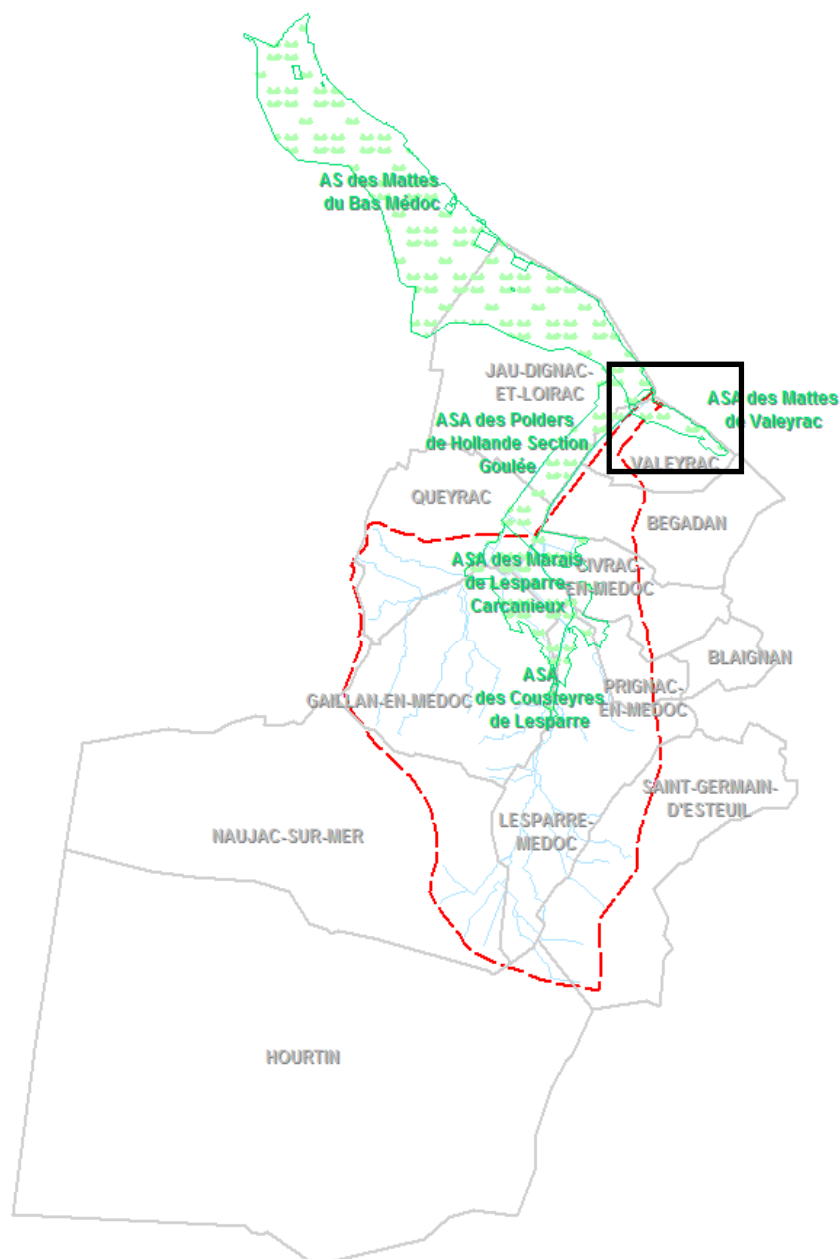 AS des Mattes
du Bas Médoc
JAU-DIGNAC-
ET-LOIRAC
ASA des Mattes
de Valeyrac
ASA des Polders
de Hollande Section
Goulée
VALEYRAC
QUEYRAC
BEGADAN
ASA des Marais
de Lesparre-
Carcanieux
CIVRAC-
EN-MEDOC
BLAIGNAN
ASA
des Cousteyres
de Lesparre
PRIGNAC-
EN-MEDOC
GAILLAN-EN-MEDOC
SAINT-GERMAIN-
D'ESTEUIL
LESPARRE-
MEDOC
NAUJAC-SUR-MER
HOURTIN